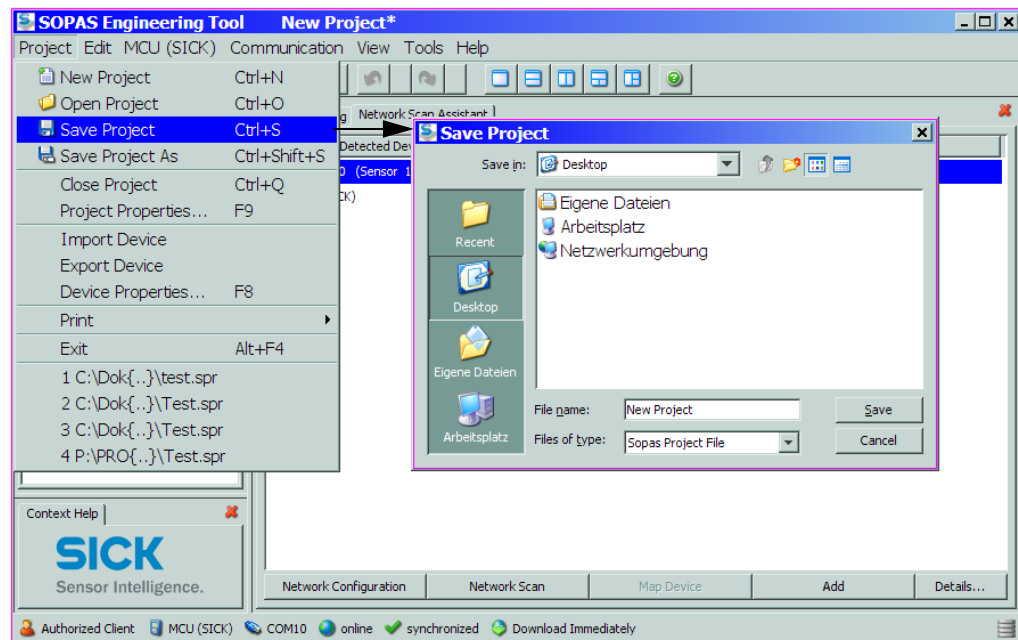 SOPAS Engineering Tool New Project*
Project Edit MCU (SICK) Communication View Tools Help
New Project Ctrl+N
Open Project Ctrl+O
Save Project Ctrl+S
Save Project As Ctrl+Shift+S
Close Project Ctrl+Q
Project Properties... F9
Import Device
Export Device
Device Properties... F8
Print
Exit Alt+F4
1 C:\Dok{..}\test.spr
2 C:\Dok{..}\Test.spr
3 C:\Dok{..}\Test.spr
4 P:\PRO{..}\Test.spr
Network Scan Assistant
Detected
(Sensor 1
Save Project
Save in: Desktop
Recent
Desktop
Eigene Dateien
Arbeitsplatz
Eigene Dateien
Arbeitsplatz
Netzwerkumgebung
File name: New Project Save
Files of type: Sopas Project File Cancel
Context Help
SICK
Sensor Intelligence.
Network Configuration Network Scan Map Device Add Details...
Authorized Client MCU (SICK) COM10 online synchronized Download Immediately